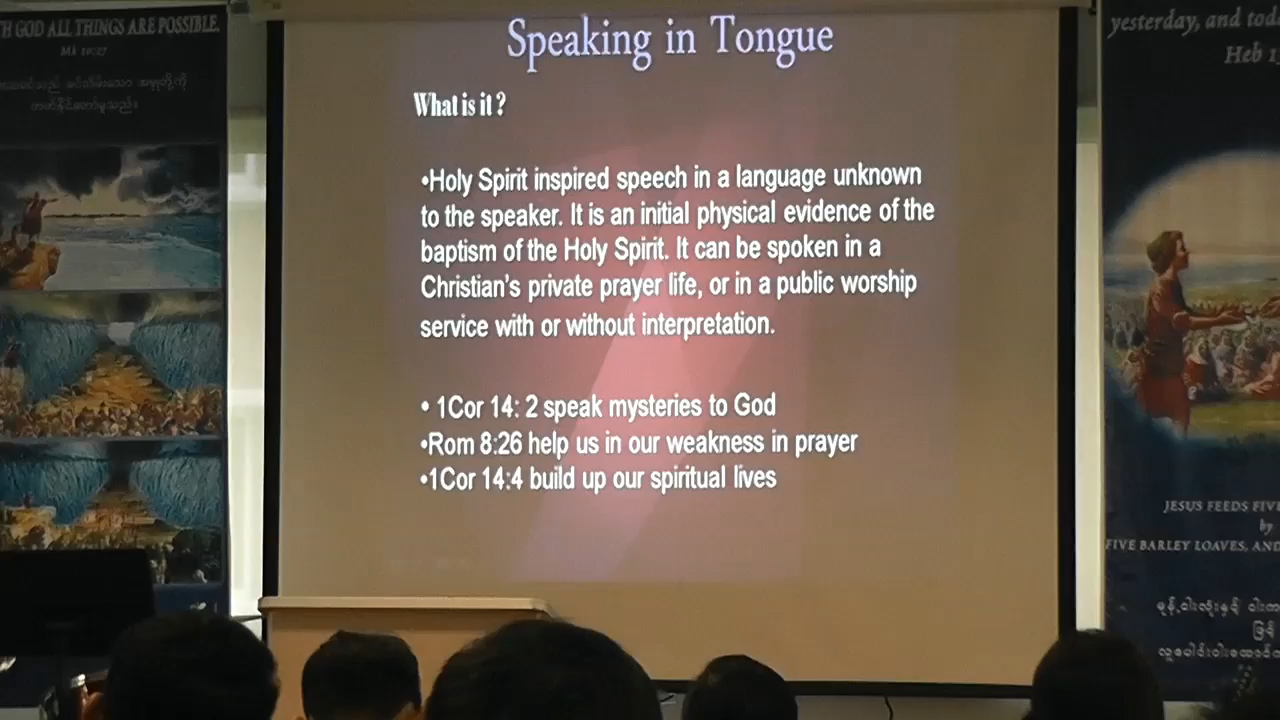 TH GOD ALL THINGS ARE POSSIBLE.
Speaking in Tongue
What is it ?
•Holy Spirit inspired speech in a language unknown
to the speaker. It is an initial physical evidence of the
baptism of the Holy Spirit. It can be spoken in a
Christian's private prayer life, or in a public worship
service with or without interpretation.
• 1Cor 14: 2 speak mysteries to God
•Rom 8:26 help us in our weakness in prayer
•1Cor 14:4 build up our spiritual lives
yesterday, and tod
Heb 1
JESUS FEEDS FIVE
by
FIVE BARLEY LOAVES, AND